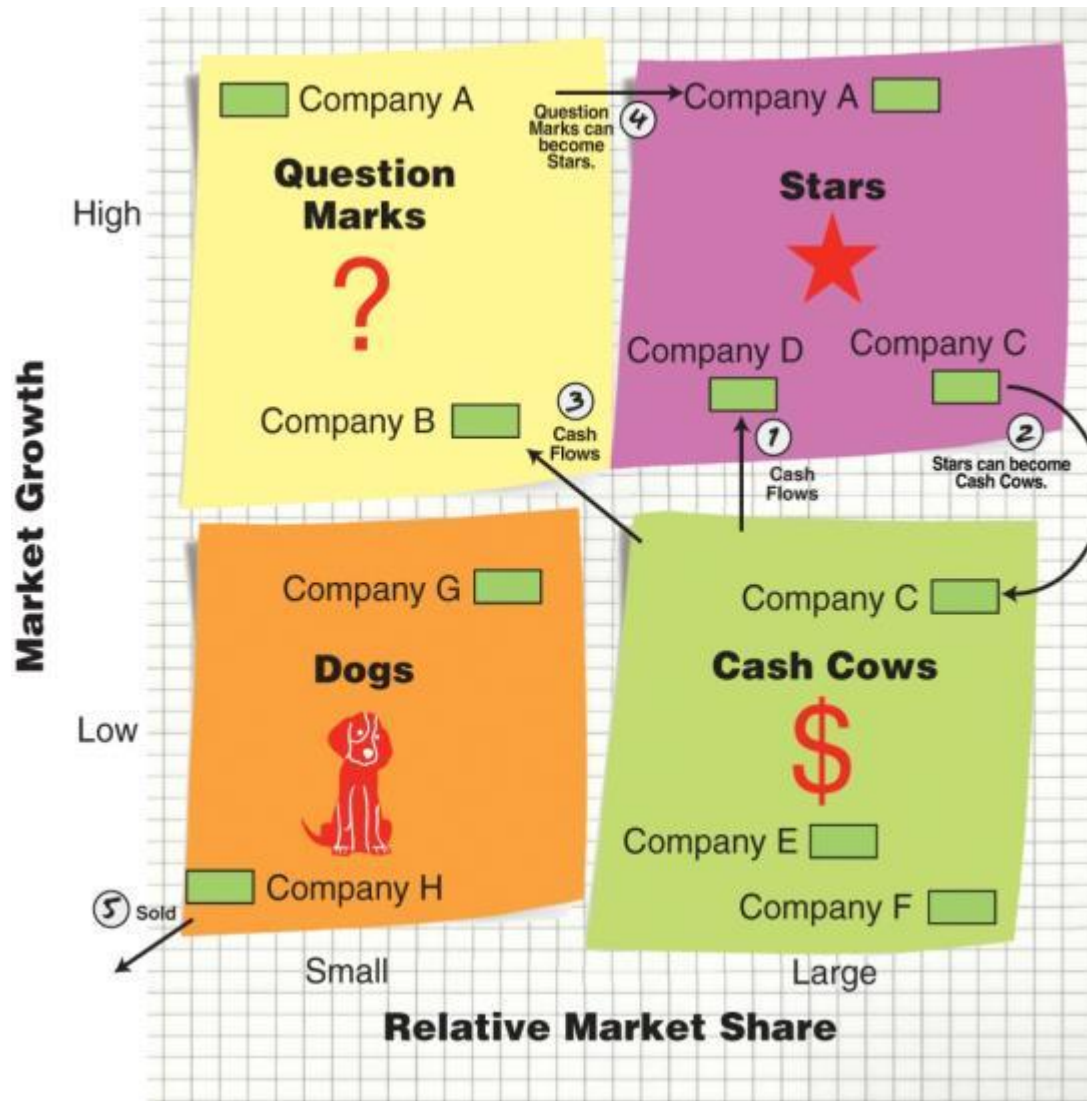 Company A
Question
Marks
?
Company B
Question
Marks can
become
Stars.
4
Company A
Stars
Company D
Company C
3
Cash
Flows
1
Cash
Flows
2
Stars can become
Cash Cows.
Company G
Dogs
Company H
5 Sold
Company C
Cash Cows
$
Company E
Company F
High
Low
Market Growth
Small
Large
Relative Market Share